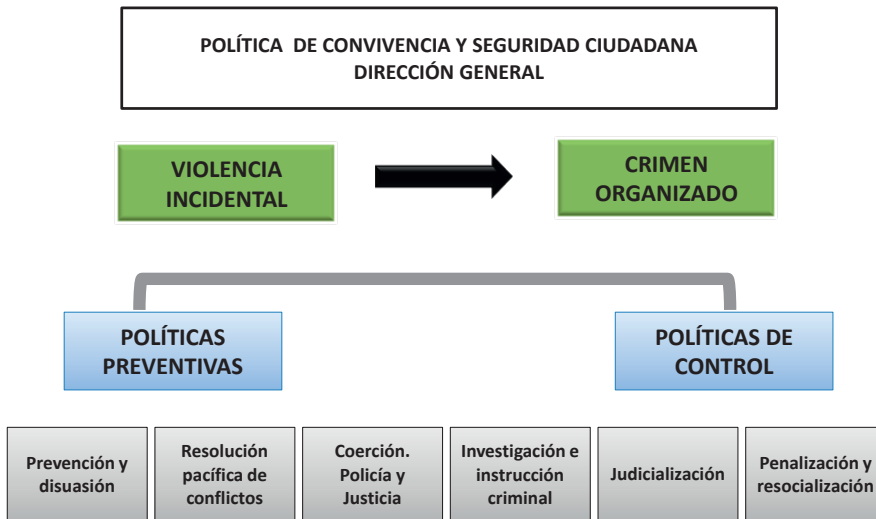 POLÍTICA DE CONVIVENCIA Y SEGURIDAD CIUDADANA
DIRECCIÓN GENERAL
VIOLENCIA
INCIDENTAL
CRIMEN
ORGANIZADO
POLÍTICAS
PREVENTIVAS
POLÍTICAS DE
CONTROL
Prevención y
disuasión
Resolución
pacífica de
conflictos
Coerción.
Policía y
Justicia
Investigación e
instrucción
criminal
Judicialización
Penalización y
resocialización